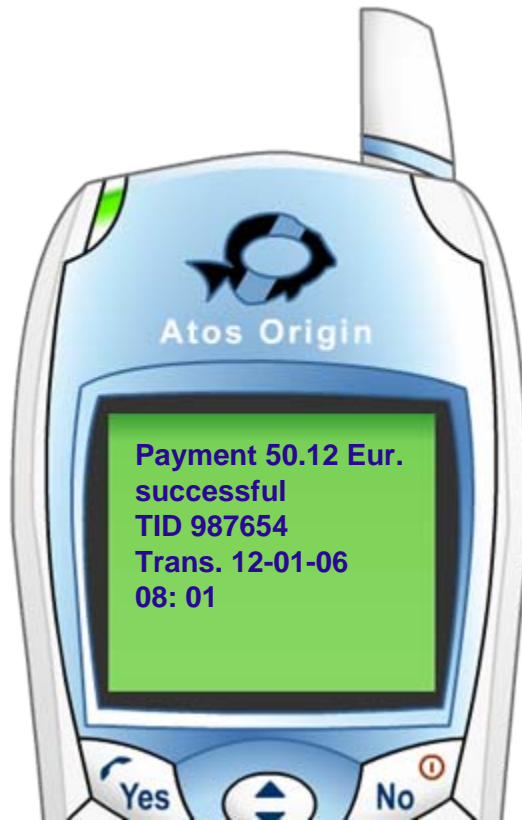 Atos Origin
Payment 50.12 Eur.
successful
TID 987654
Trans. 12-01-06
08: 01
Yes
No